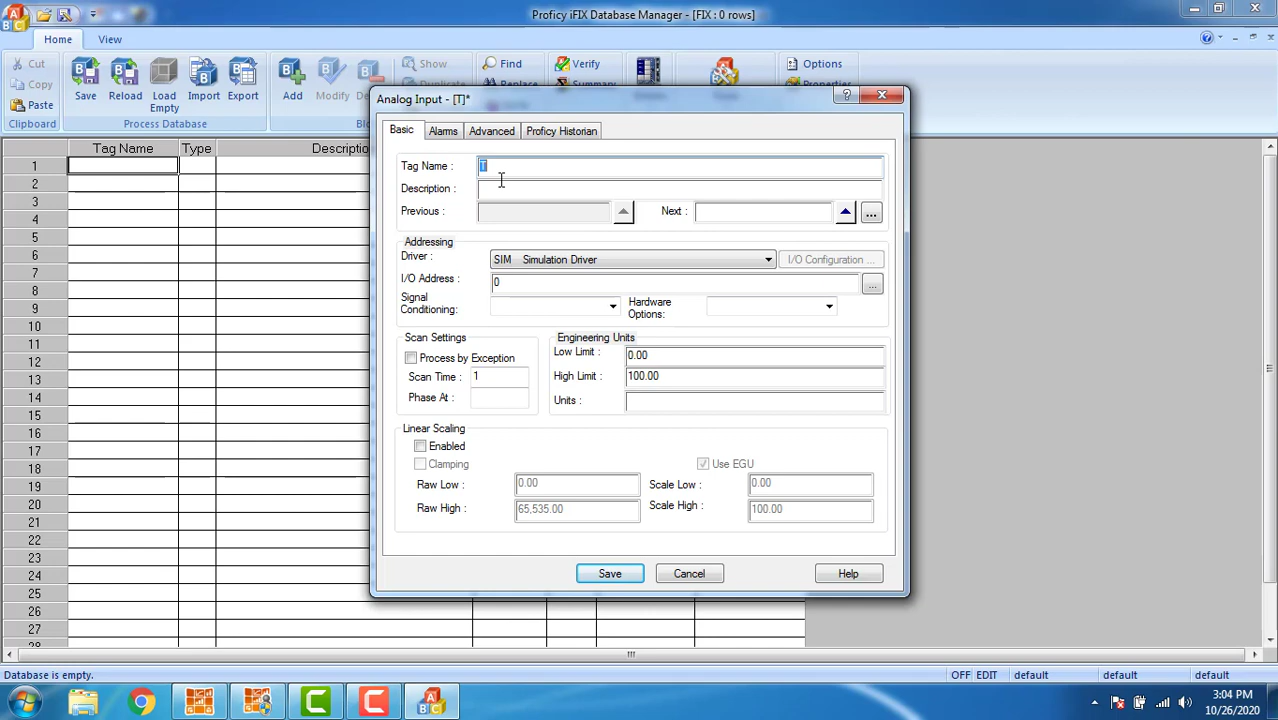 Proficy iFIX Database Manager - [FIX : 0 rows]
Home View
Cut
Copy
Paste
Clipboard
Save
Reload
Load Empty
Import
Export
Process Database
Add
Modify
Show
Find
Verify
Options
Analog Input - [T]*
Basic Alarms Advanced Proficy Historian
Tag Name : T
Description :
Previous : Next : ...
Addressing
Driver : SIM Simulation Driver I/O Configuration ...
I/O Address : 0 ...
Signal Conditioning: Hardware Options:
Scan Settings
Process by Exception
Scan Time : 1
Phase At :
Engineering Units
Low Limit : 0.00
High Limit : 100.00
Units :
Linear Scaling
Enabled
Clamping Use EGU
Raw Low : 0.00 Scale Low : 0.00
Raw High : 65,535.00 Scale High : 100.00
Save Cancel Help
Tag Name Type Descriptio
1
2
3
4
5
6
7
8
9
10
11
12
13
14
15
16
17
18
19
20
21
22
23
24
25
26
27
28
Database is empty. OFF EDIT default default default
3:04 PM
10/26/2020